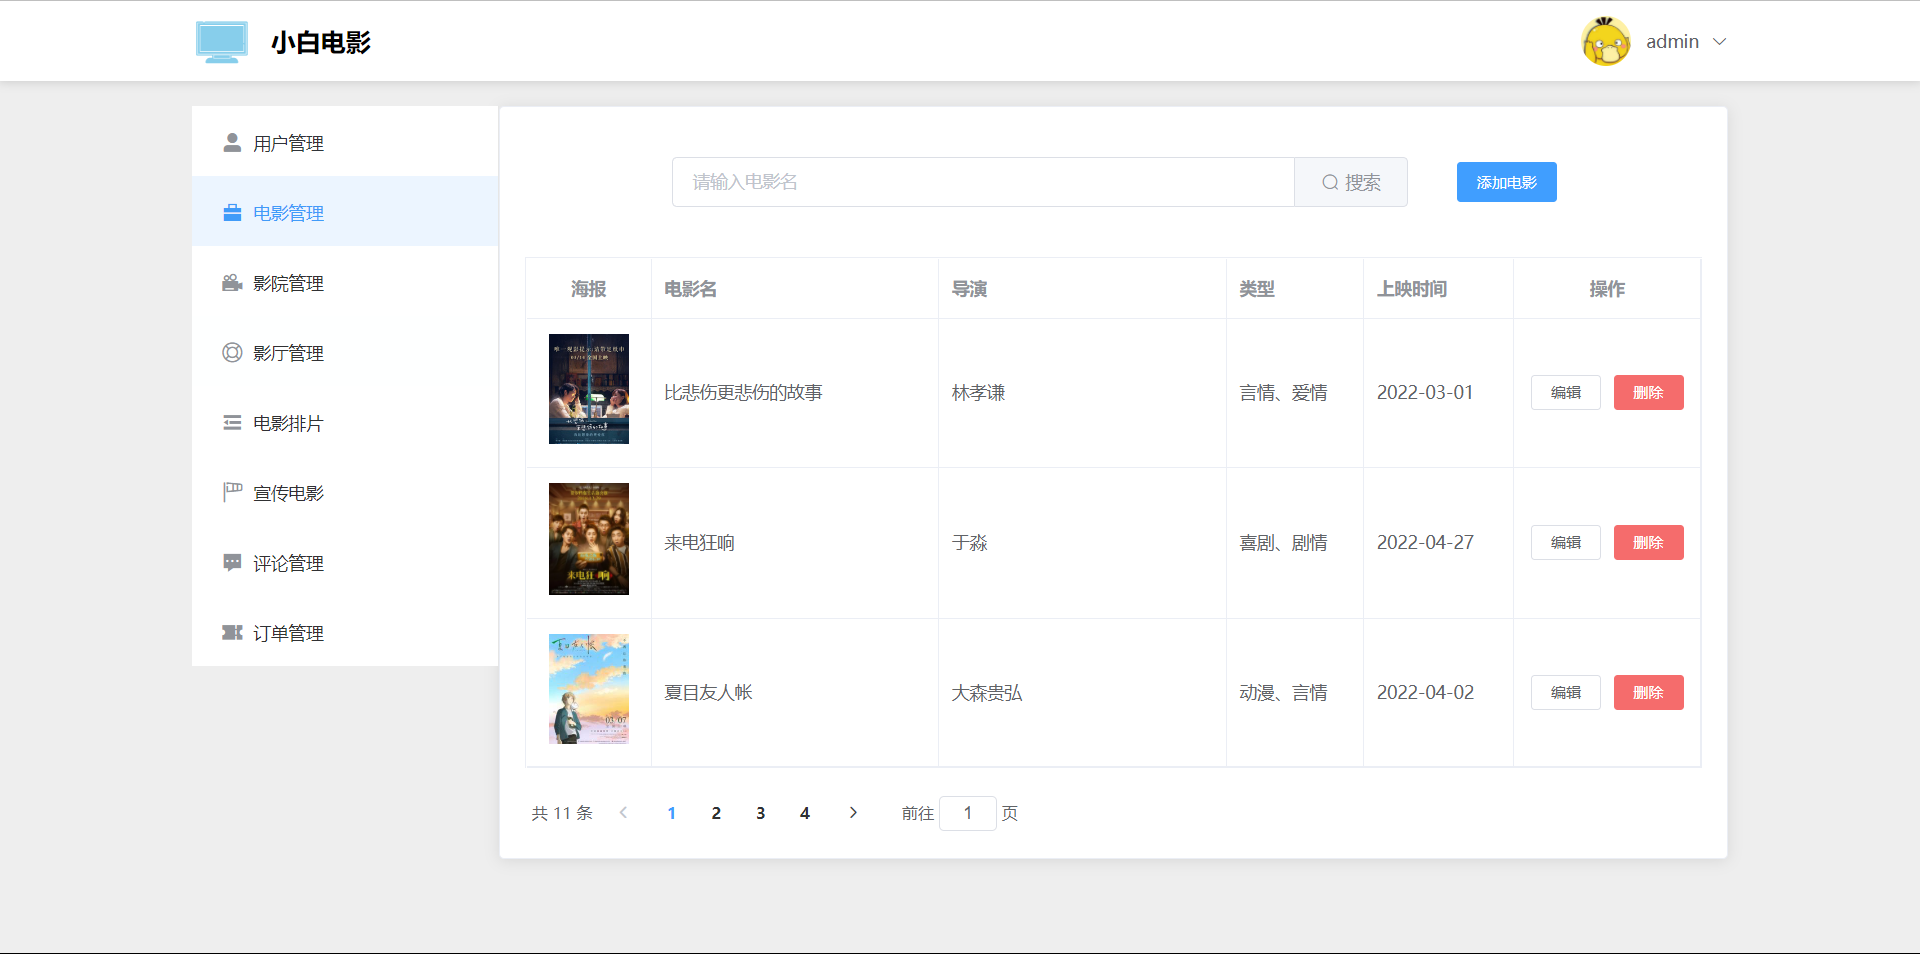 小白电影
admin
用户管理
电影管理
影院管理
影厅管理
电影排片
宣传电影
评论管理
订单管理
请输入电影名
搜索
添加电影
海报 电影名 导演 类型 上映时间 操作
比悲伤更悲伤的故事 林孝谦 言情、爱情 2022-03-01 编辑 删除
来电狂响
来电狂响 于淼 喜剧、剧情 2022-04-27 编辑 删除
夏目友人帐 大森贵弘 动漫、言情 2022-04-02 编辑 删除
共 11 条 1 2 3 4 前往 1 页